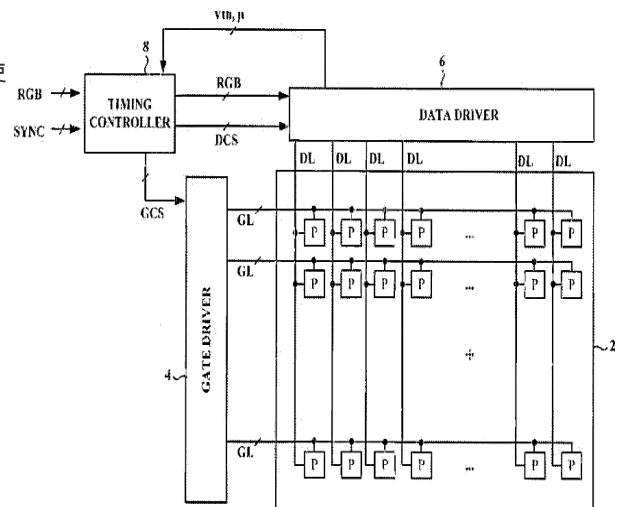 Vth, μ
8
6
RGB
TIMING CONTROLLER
RGB
DATA DRIVER
SYNC
DCS
DL DL DL DL DL DL
GCS
GL
P P P P ... P P
GL
P P P P ... P P
GATE DRIVER
4
2
GL
P P P P ... P P